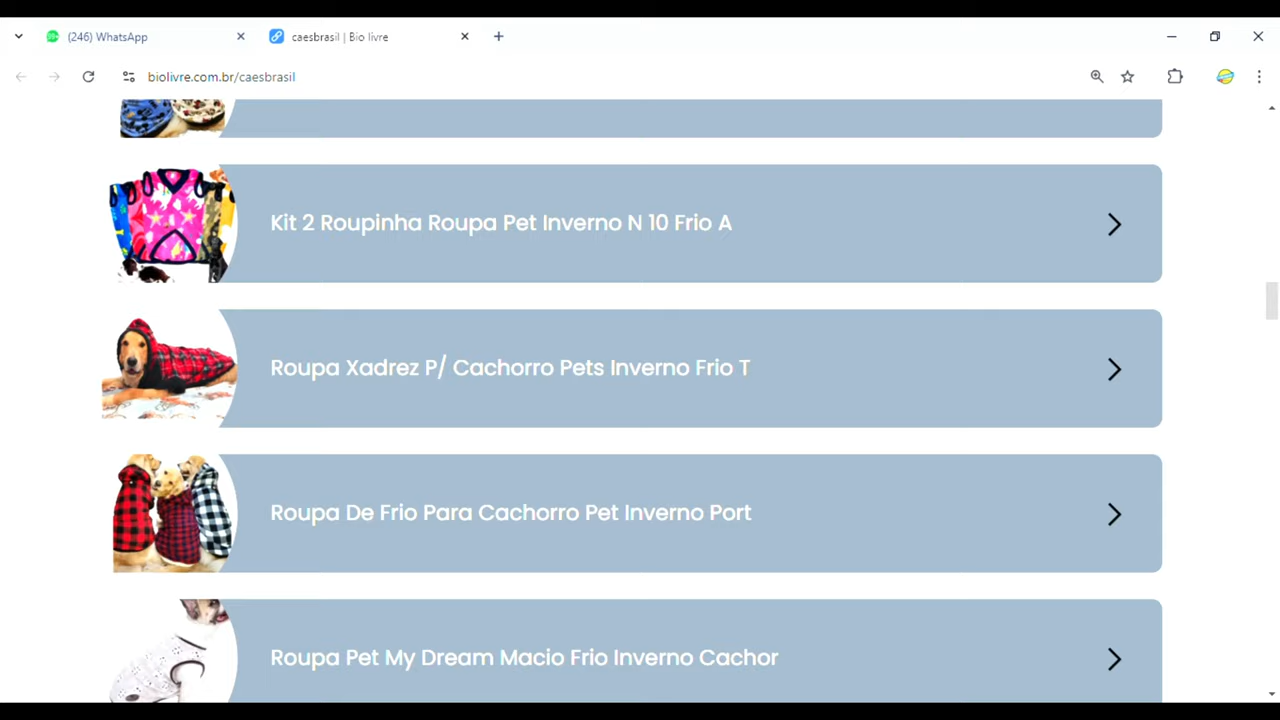 (246) WhatsApp
caesbrasil | Bio livre
biolivre.com.br/caesbrasil
Kit 2 Roupinha Roupa Pet Inverno N 10 Frio A
Roupa Xadrez P/ Cachorro Pets Inverno Frio T
Roupa De Frio Para Cachorro Pet Inverno Port
Roupa Pet My Dream Macio Frio Inverno Cachor